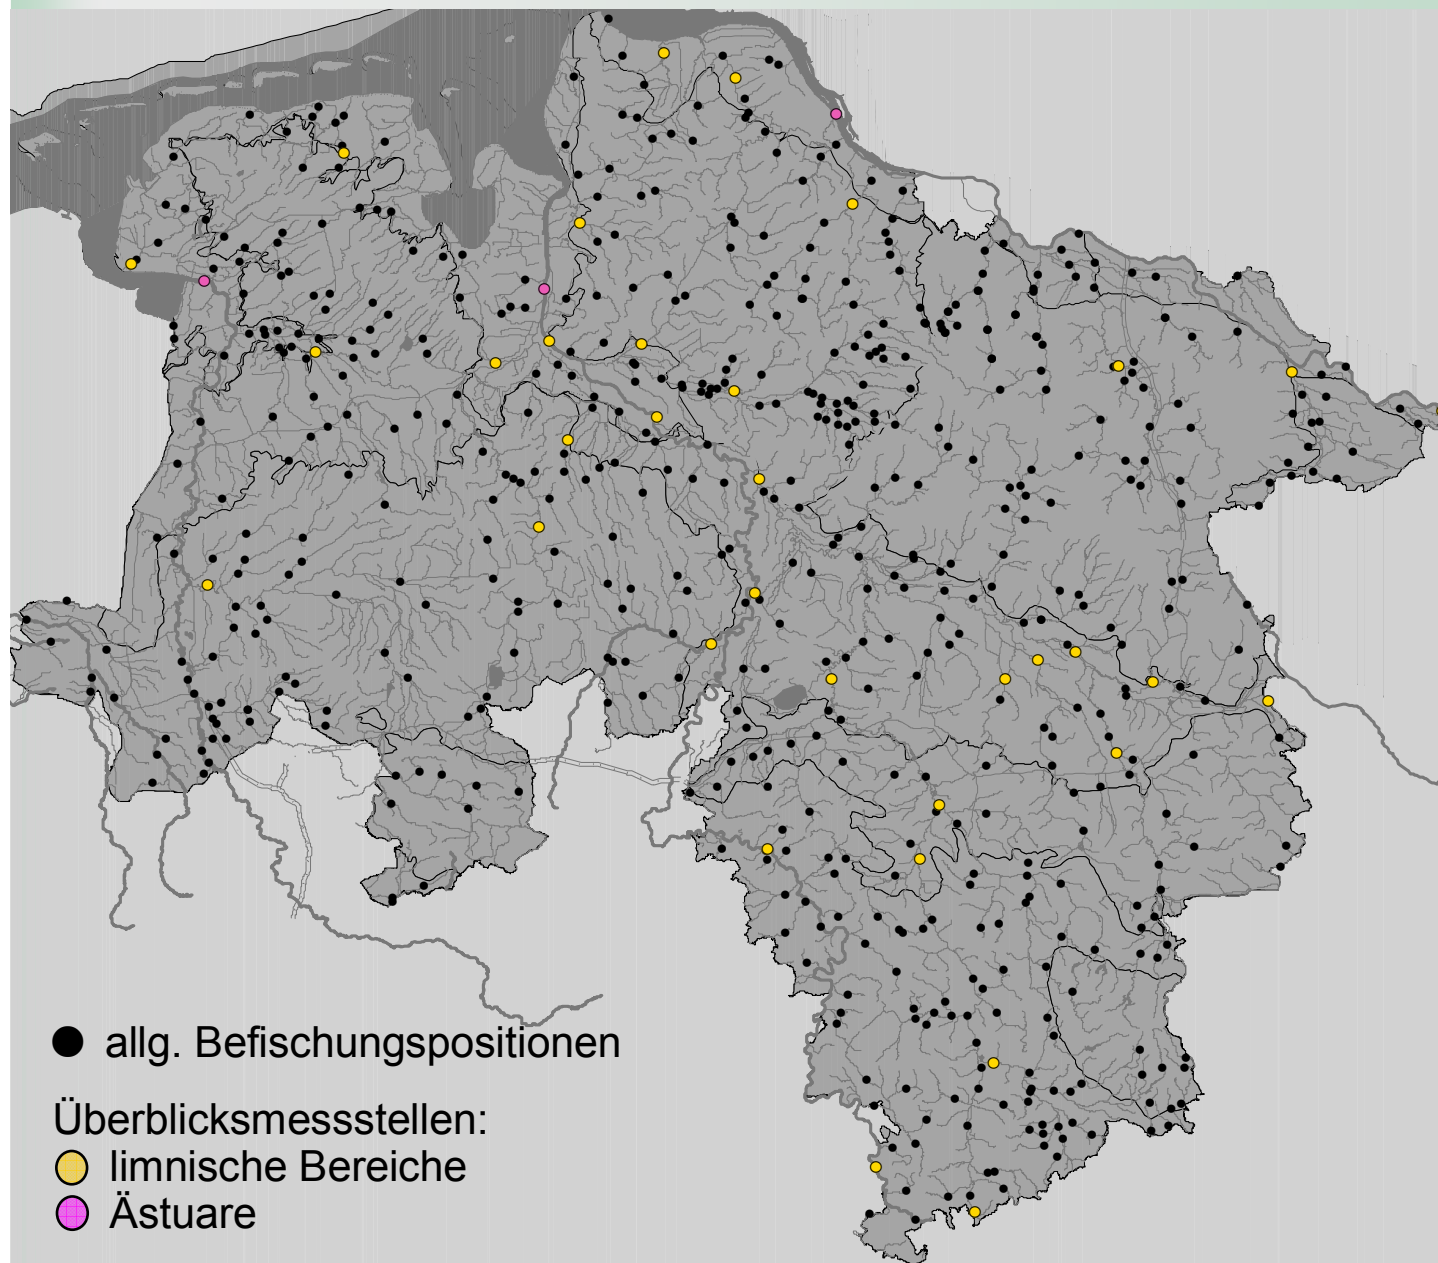 allg. Befischungspositionen
Überblicksmessstellen:
limnische Bereiche
Ästuare